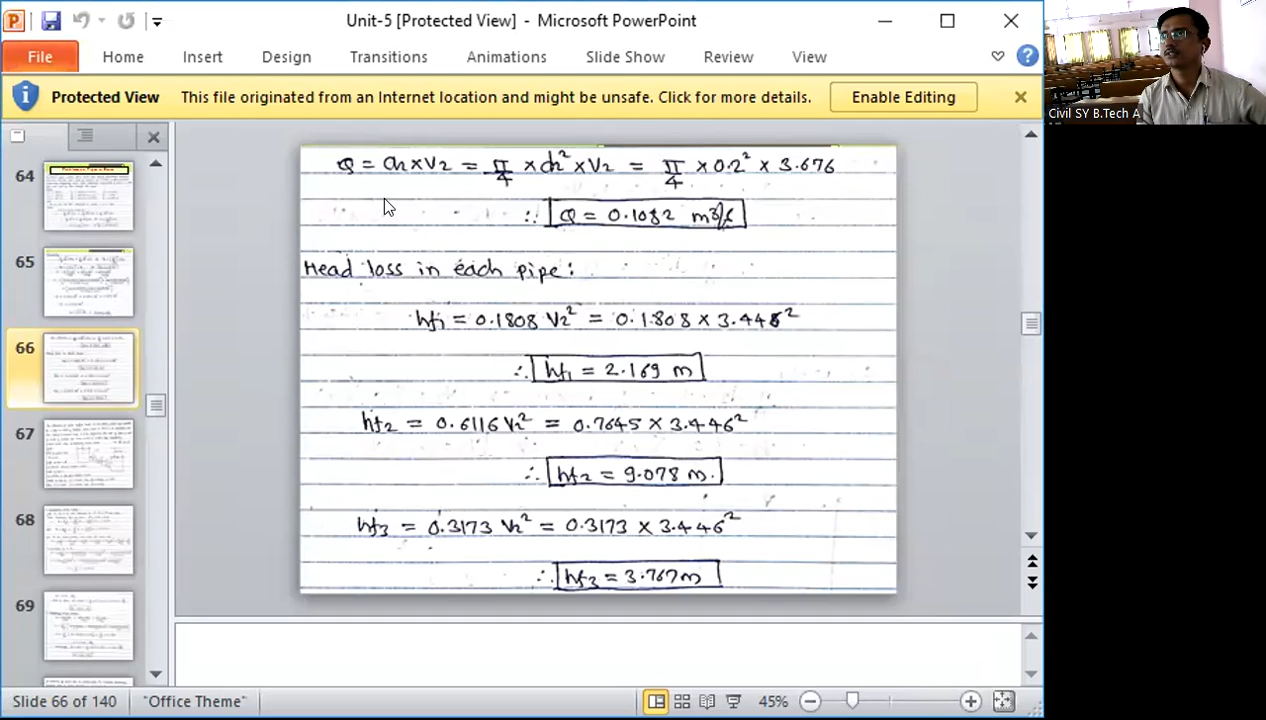 Unit-5 [Protected View] - Microsoft PowerPoint
File Home Insert Design Transitions Animations Slide Show Review View
Protected View This file originated from an Internet location and might be unsafe. Click for more details. Enable Editing
Civil SY B.Tech A
64
65
66
67
68
69
Q = a2 × V2 = π/4 × d2² × V2 = π/4 × 0.2² × 3.676
∴ Q = 0.1082 m3/s
Head loss in each pipe:
hf1 = 0.1808 V2² = 0.1808 × 3.446²
∴ hf1 = 2.169 m
hf2 = 0.6116 V2² = 0.7645 × 3.446²
∴ hf2 = 9.078 m.
hf3 = 0.3173 V2² = 0.3173 × 3.446²
∴ hf3 = 3.767 m
Slide 66 of 140 "Office Theme" 45%